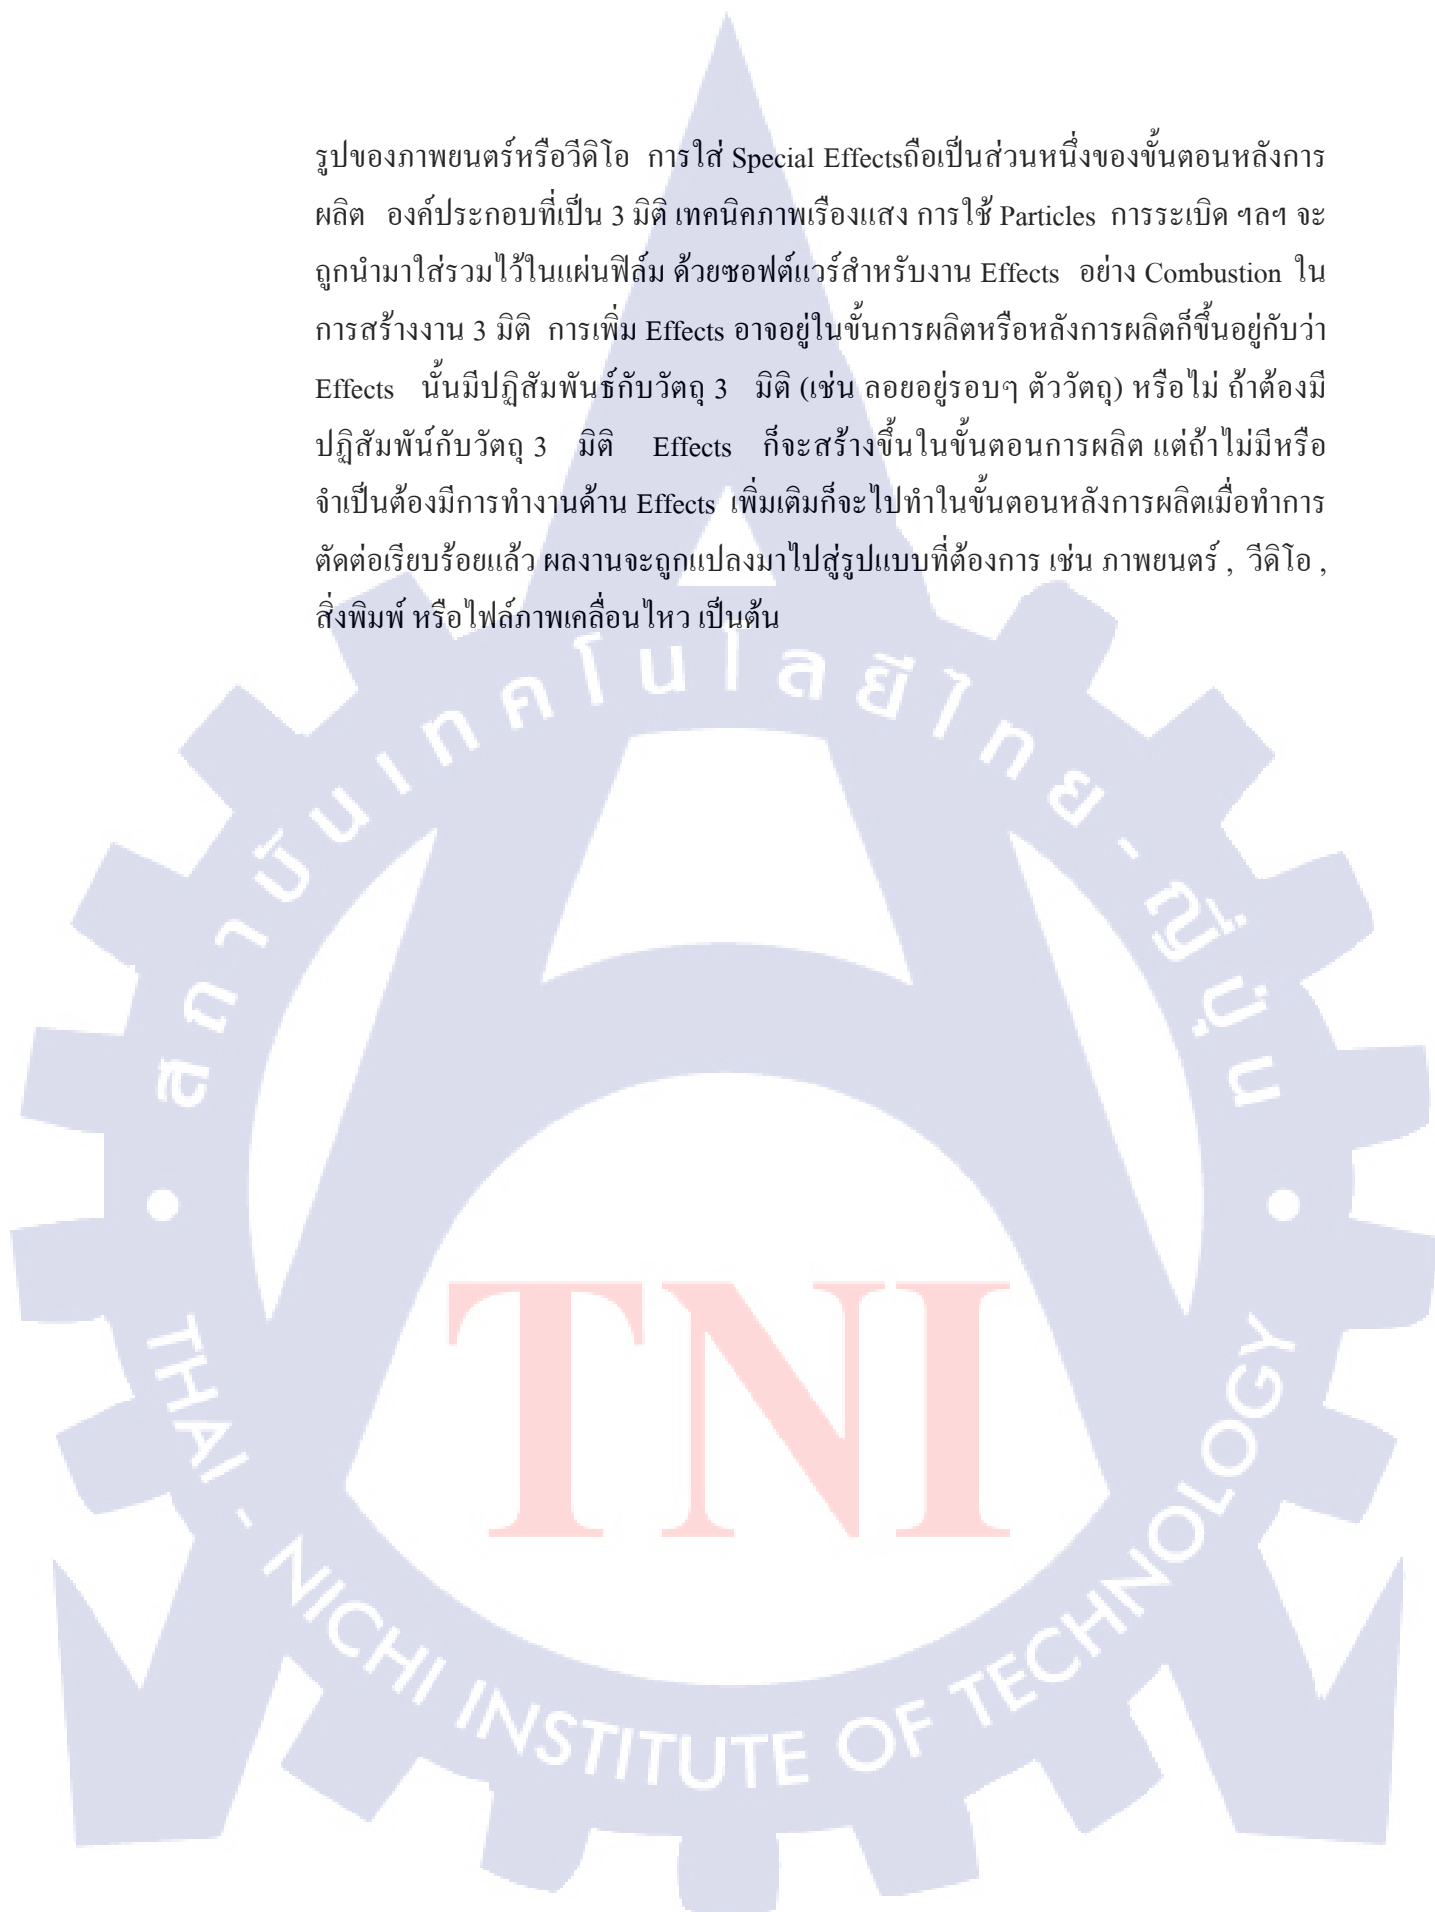 รูปของภาพยนตร์หรือวีดิโอ การใส่ Special Effectsถือเป็นส่วนหนึ่งของขั้นตอนหลังการ
ผลิต องค์ประกอบที่เป็น 3 มิติ เทคนิคภาพเรืองแสง การใช้ Particles การระเบิด ฯลฯ จะ
ถูกนำมาใส่รวมไว้ในแผ่นฟิล์ม ด้วยซอฟต์แวร์สำหรับงาน Effects อย่าง Combustion ใน
การสร้างงาน 3 มิติ การเพิ่ม Effects อาจอยู่ในขั้นการผลิตหรือหลังการผลิตก็ขึ้นอยู่กับว่า
Effects นั้นมีปฏิสัมพันธ์กับวัตถุ 3 มิติ (เช่น ลอยอยู่รอบๆ ตัววัตถุ) หรือไม่ ถ้าต้องมี
ปฏิสัมพัน์กับวัตถุ 3 มิติ Effects ก็จะสร้างขึ้นในขั้นตอนการผลิต แต่ถ้าไม่มีหรือ
จำเป็นต้องมีการทำงานด้าน Effects เพิ่มเติมก็จะไปทำในขั้นตอนหลังการผลิตเมื่อทำการ
ตัดต่อเรียบร้อยแล้ว ผลงานจะถูกแปลงมาไปสู่รูปแบบที่ต้องการ เช่น ภาพยนตร์ , วีดิโอ ,
สิ่งพิมพ์ หรือไฟล์ภาพเคลื่อนไหว เป็นต้น
สถาบันเทคโนโลยีไทย - ญี่ปุ่น
TNI
THAI - NICHI INSTITUTE OF TECHNOLOGY